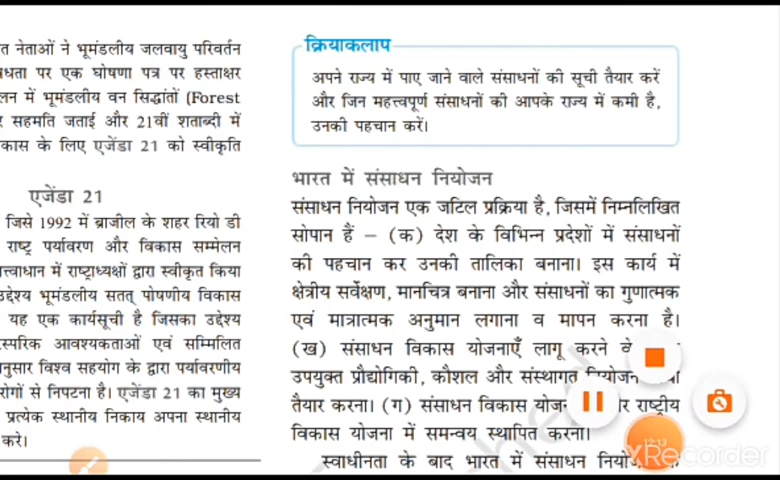 त नेताओं ने भूमंडलीय जलवायु परिवर्तन
पर एक घोषणा पत्र पर हस्ताक्षर
लन में भूमंडलीय वन सिद्धांतों (Forest
र सहमति जताई और 21वीं शताब्दी में
कास के लिए एजेंडा 21 को स्वीकृति
एजेंडा 21
जिसे 1992 में ब्राजील के शहर रियो डी
राष्ट्र पर्यावरण और विकास सम्मेलन
त्त्वाधान में राष्ट्राध्यक्षों द्वारा स्वीकृत किया
उद्देश्य भूमंडलीय सतत् पोषणीय विकास
यह एक कार्यसूची है जिसका उद्देश्य
स्परिक आवश्यकताओं एवं सम्मिलित
नुसार विश्व सहयोग के द्वारा पर्यावरणीय
रोगों से निपटना है। एजेंडा 21 का मुख्य
प्रत्येक स्थानीय निकाय अपना स्थानीय
करे।
क्रियाकलाप
अपने राज्य में पाए जाने वाले संसाधनों की सूची तैयार करें
और जिन महत्त्वपूर्ण संसाधनों की आपके राज्य में कमी है,
उनकी पहचान करें।
भारत में संसाधन नियोजन
संसाधन नियोजन एक जटिल प्रक्रिया है, जिसमें निम्नलिखित
सोपान हैं – (क) देश के विभिन्न प्रदेशों में संसाधनों
की पहचान कर उनकी तालिका बनाना। इस कार्य में
क्षेत्रीय सर्वेक्षण, मानचित्र बनाना और संसाधनों का गुणात्मक
एवं मात्रात्मक अनुमान लगाना व मापन करना है।
(ख) संसाधन विकास योजनाएँ लागू करने के
उपयुक्त प्रौद्योगिकी, कौशल और संस्थागत
तैयार करना। (ग) संसाधन विकास राष्ट्रीय
विकास योजना में समन्वय स्थापित करना।
स्वाधीनता के बाद भारत में संसाधन
12:12
XRecorder